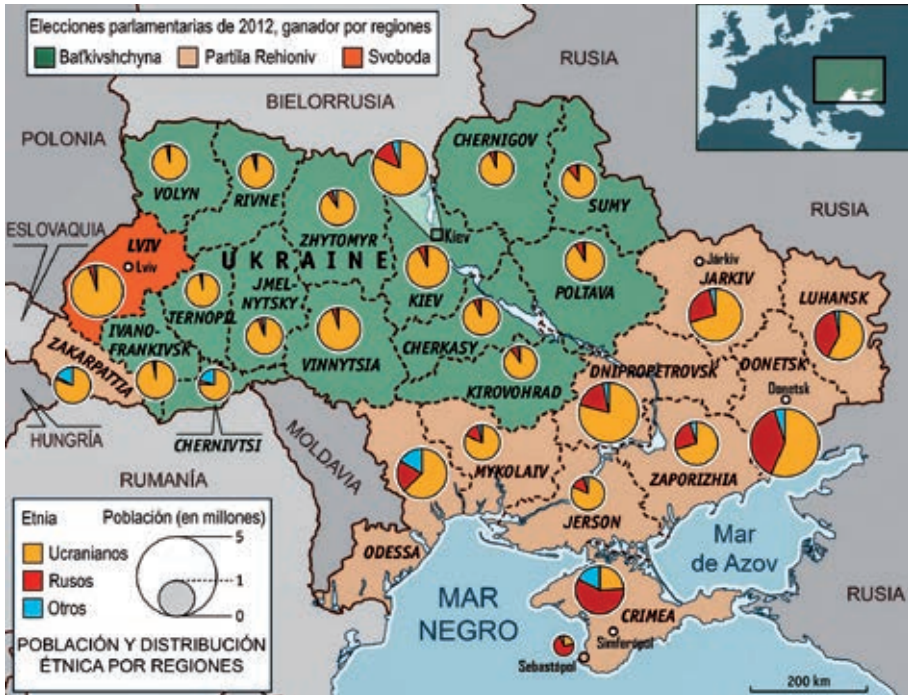 Elecciones parlamentarias de 2012, ganador por regiones
Baťkivshchyna Partila Rehioniv Svoboda
RUSIA
BIELORRUSIA
POLONIA
CHERNIGOV
VOLYN
RIVNE
SUMY
ESLOVAQUIA
ZHYTOMYR
Kiev
RUSIA
LVIV
Lviv
UKRAINE
Járkiv
JARKIV
LUHANSK
TERNOPIL
JMEL-
NYTSKY
KIEV
POLTAVA
IVANO-
FRANKIVSK
ZAKARPATTIA
VINNYTSIA
CHERKASY
DNIPROPETROVSK
DONETSK
Donetsk
KIROVOHRAD
HUNGRÍA
CHERNIVTSI
MOLDAVIA
RUMANÍA
MYKOLAIV
ZAPORIZHIA
JERSON
ODESSA
Mar
de Azov
RUSIA
MAR
NEGRO
CRIMEA
Simferópol
Sebastópol
200 km
Etnia Población (en millones)
Ucranianos
Rusos
Otros
5
1
0
POBLACIÓN Y DISTRIBUCIÓN
ÉTNICA POR REGIONES